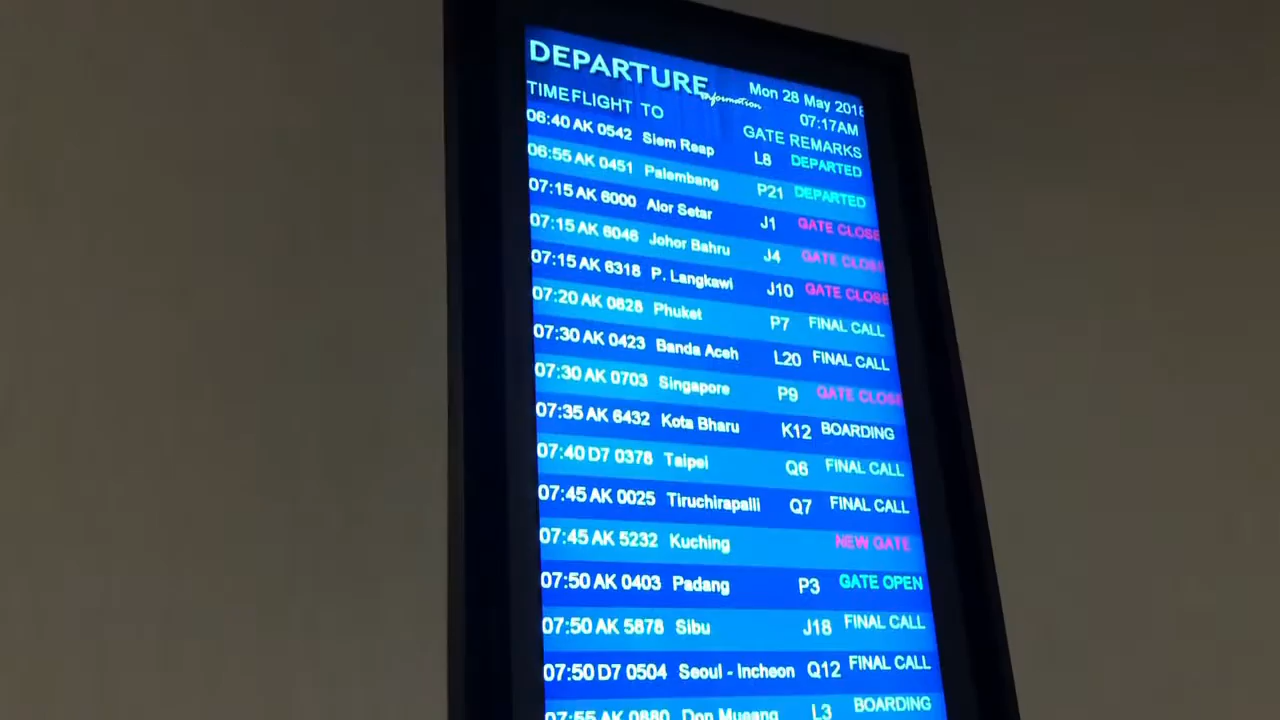 DEPARTURE information Mon 28 May 2018
07:17AM
TIME FLIGHT TO GATE REMARKS
06:40 AK 0542 Siem Reap L8 DEPARTED
06:55 AK 0451 Palembang P21 DEPARTED
07:15 AK 6000 Alor Setar J1 GATE CLOSE
07:15 AK 6046 Johor Bahru J4 GATE CLOSE
07:15 AK 6318 P. Langkawi J10 GATE CLOSE
07:20 AK 0828 Phuket P7 FINAL CALL
07:30 AK 0423 Banda Aceh L20 FINAL CALL
07:30 AK 0703 Singapore P9 GATE CLOSE
07:35 AK 6432 Kota Bharu K12 BOARDING
07:40 D7 0378 Taipei Q6 FINAL CALL
07:45 AK 0025 Tiruchirapalli Q7 FINAL CALL
07:45 AK 5232 Kuching NEW GATE
07:50 AK 0403 Padang P3 GATE OPEN
07:50 AK 5878 Sibu J18 FINAL CALL
07:50 D7 0504 Seoul - Incheon Q12 FINAL CALL
07:55 AK 0880 Don Mueang L3 BOARDING